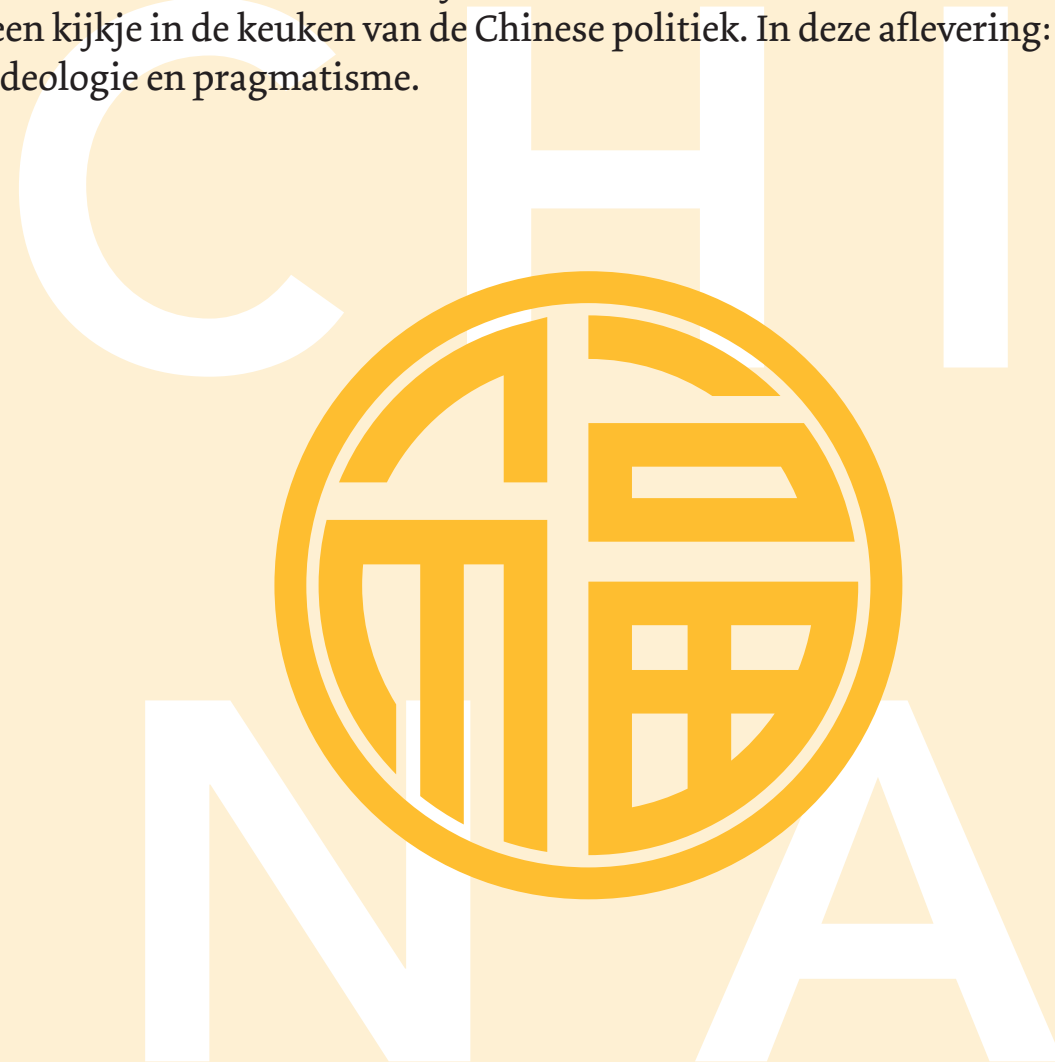 een kijkje in de keuken van de Chinese politiek. In deze aflevering:
deologie en pragmatisme.
CHI
福
NA